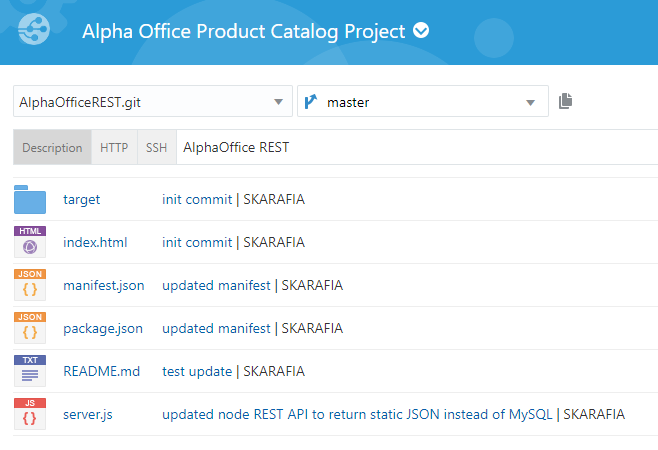 Alpha Office Product Catalog Project
AlphaOfficeREST.git master
Description HTTP SSH AlphaOffice REST
target init commit | SKARAFIA
HTML
index.html init commit | SKARAFIA
JSON
{ }
manifest.json updated manifest | SKARAFIA
JSON
{ }
package.json updated manifest | SKARAFIA
TXT
README.md test update | SKARAFIA
JS
{ }
server.js updated node REST API to return static JSON instead of MySQL | SKARAFIA